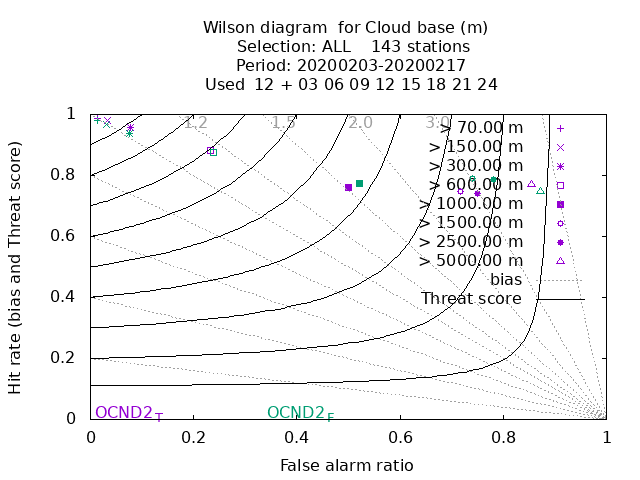 Wilson diagram  for Cloud base (m)
Selection: ALL    143 stations
Period: 20200203-20200217
Used  12 + 03 06 09 12 15 18 21 24
Hit rate (bias and Threat score)
1
0.8
0.6
0.4
0.2
0
1.2
1.5
2.0
3.0
> 70.00 m
> 150.00 m
> 300.00 m
> 600.00 m
> 1000.00 m
> 1500.00 m
> 2500.00 m
> 5000.00 m
bias
Threat score
OCND2_T OCND2_F
0 0.2 0.4 0.6 0.8 1
False alarm ratio